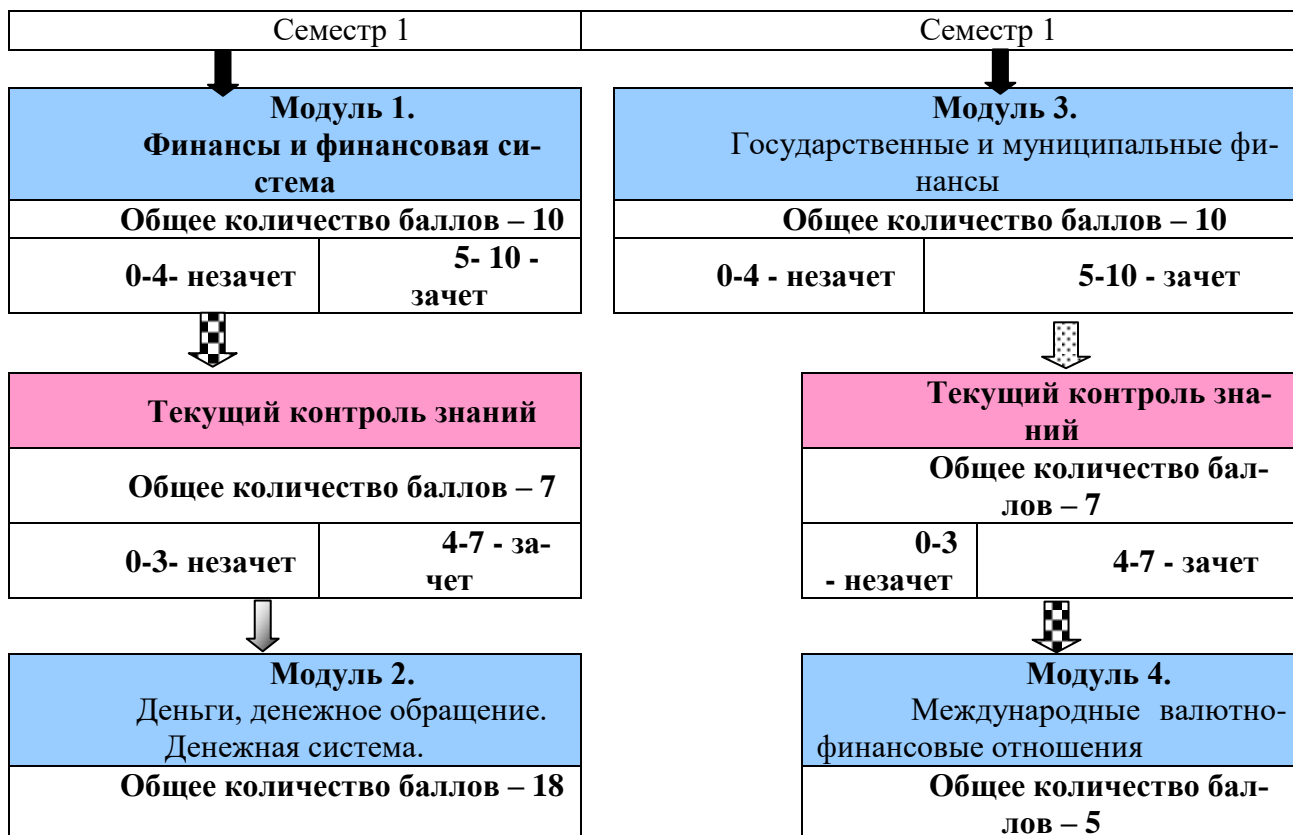 Семестр 1
Семестр 1
Модуль 1.
Финансы и финансовая си-
стема
Общее количество баллов – 10
0-4- незачет
5- 10 -
зачет
Модуль 3.
Государственные и муниципальные фи-
нансы
Общее количество баллов – 10
0-4 - незачет
5-10 - зачет
Текущий контроль знаний
Общее количество баллов – 7
0-3- незачет
4-7 - за-
чет
Текущий контроль зна-
ний
Общее количество бал-
лов – 7
0-3
- незачет
4-7 - зачет
Модуль 2.
Деньги, денежное обращение.
Денежная система.
Общее количество баллов – 18
Модуль 4.
Международные валютно-
финансовые отношения
Общее количество бал-
лов – 5